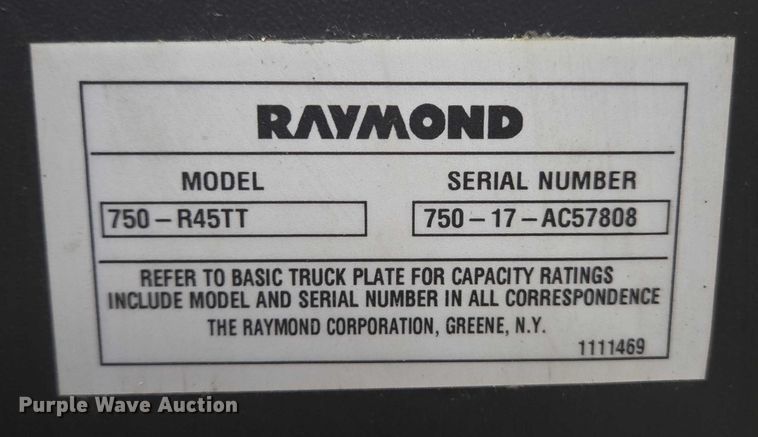 RAYMOND
MODEL SERIAL NUMBER
750-R45TT 750-17-AC57808
REFER TO BASIC TRUCK PLATE FOR CAPACITY RATINGS
INCLUDE MODEL AND SERIAL NUMBER IN ALL CORRESPONDENCE
THE RAYMOND CORPORATION, GREENE, N.Y.
1111469
Purple Wave Auction